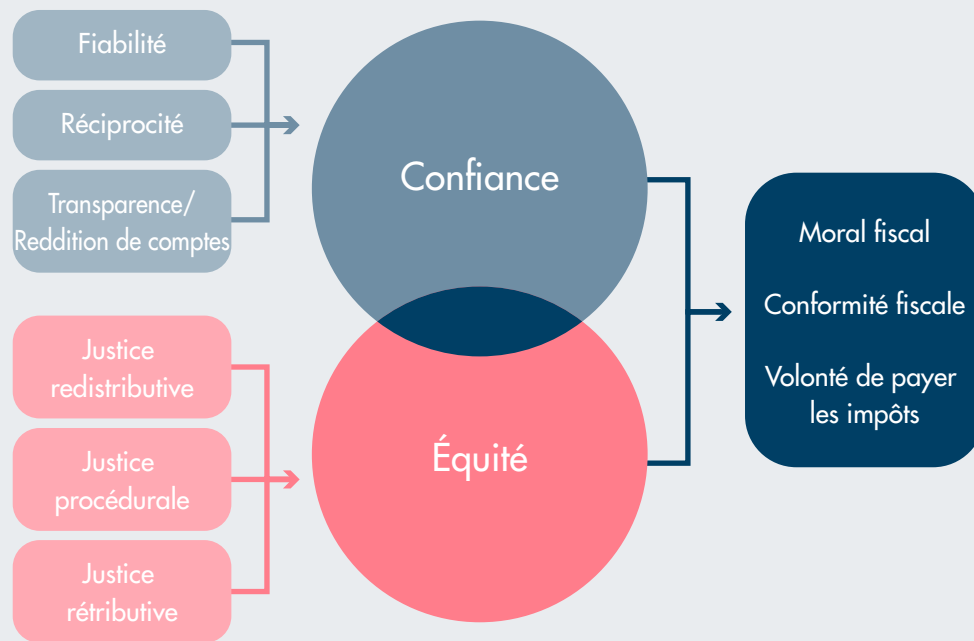 Fiabilité
Réciprocité
Transparence/
Reddition de comptes
Confiance
Justice
redistributive
Justice
procédurale
Justice
rétributive
Équité
Moral fiscal
Conformité fiscale
Volonté de payer
les impôts